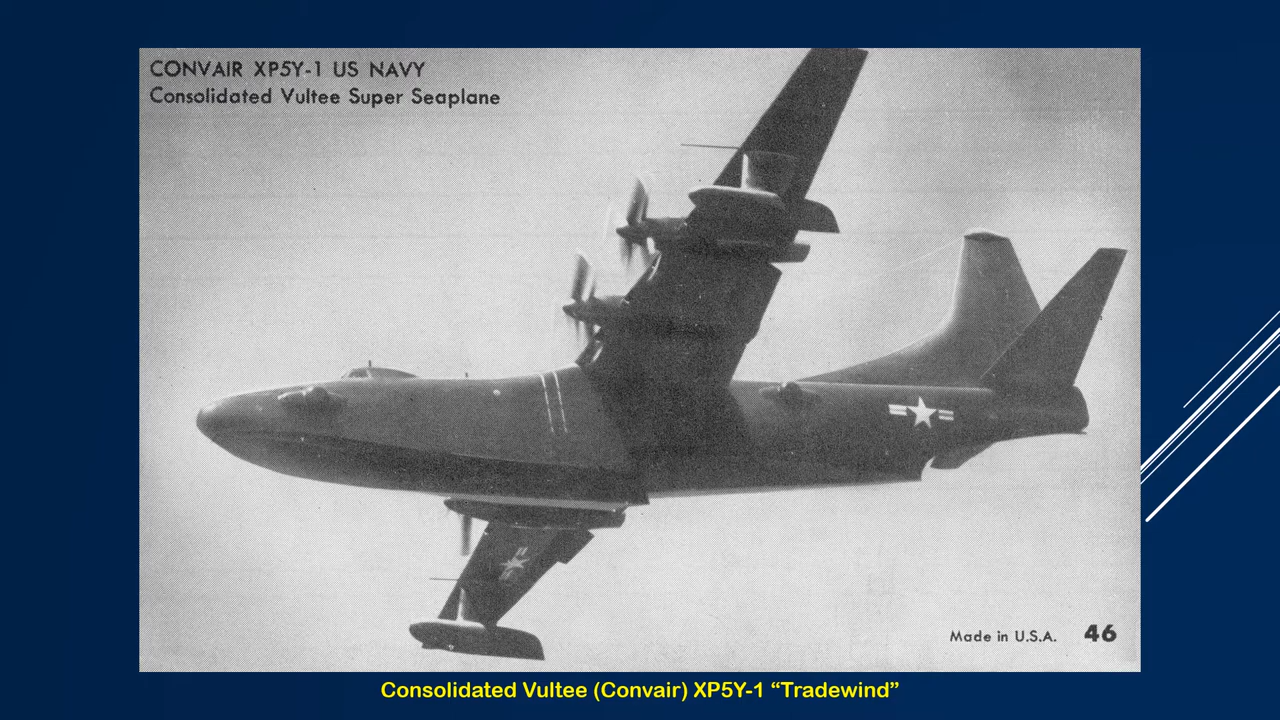 CONVAIR XP5Y-1 US NAVY
Consolidated Vultee Super Seaplane
Made in U.S.A. 46
Consolidated Vultee (Convair) XP5Y-1 “Tradewind”